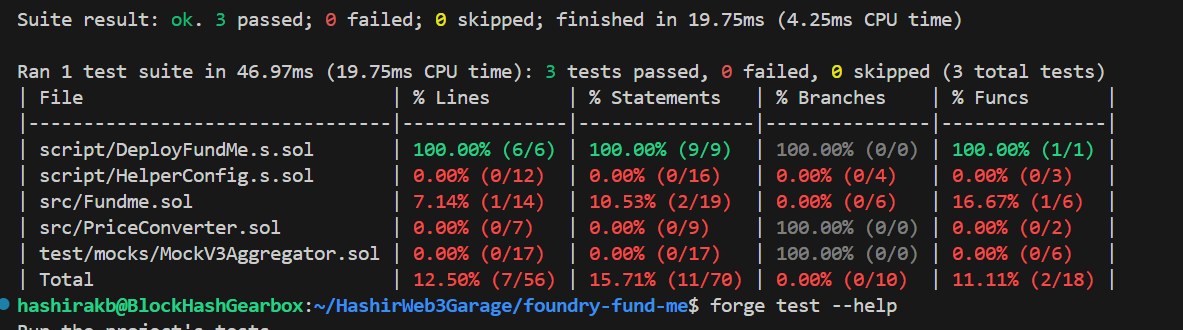 Suite result: ok. 3 passed; 0 failed; 0 skipped; finished in 19.75ms (4.25ms CPU time)
Ran 1 test suite in 46.97ms (19.75ms CPU time): 3 tests passed, 0 failed, 0 skipped (3 total tests)
| File                            | % Lines       | % Statements   | % Branches    | % Funcs       |
|---------------------------------|---------------|----------------|---------------|---------------|
| script/DeployFundMe.s.sol       | 100.00% (6/6) | 100.00% (9/9)  | 100.00% (0/0) | 100.00% (1/1) |
| script/HelperConfig.s.sol       | 0.00% (0/12)  | 0.00% (0/16)   | 0.00% (0/4)   | 0.00% (0/3)   |
| src/Fundme.sol                  | 7.14% (1/14)  | 10.53% (2/19)  | 0.00% (0/6)   | 16.67% (1/6)  |
| src/PriceConverter.sol          | 0.00% (0/7)   | 0.00% (0/9)    | 100.00% (0/0) | 0.00% (0/2)   |
| test/mocks/MockV3Aggregator.sol | 0.00% (0/17)  | 0.00% (0/17)   | 100.00% (0/0) | 0.00% (0/6)   |
| Total                           | 12.50% (7/56) | 15.71% (11/70) | 0.00% (0/10)  | 11.11% (2/18) |
hashirakb@BlockHashGearbox:~/HashirWeb3Garage/foundry-fund-me$ forge test --help
Run the project's tests